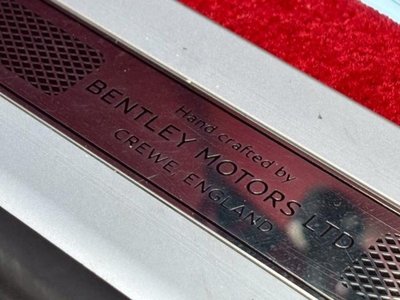 Hand crafted by
BENTLEY MOTORS LTD
CREWE, ENGLAND